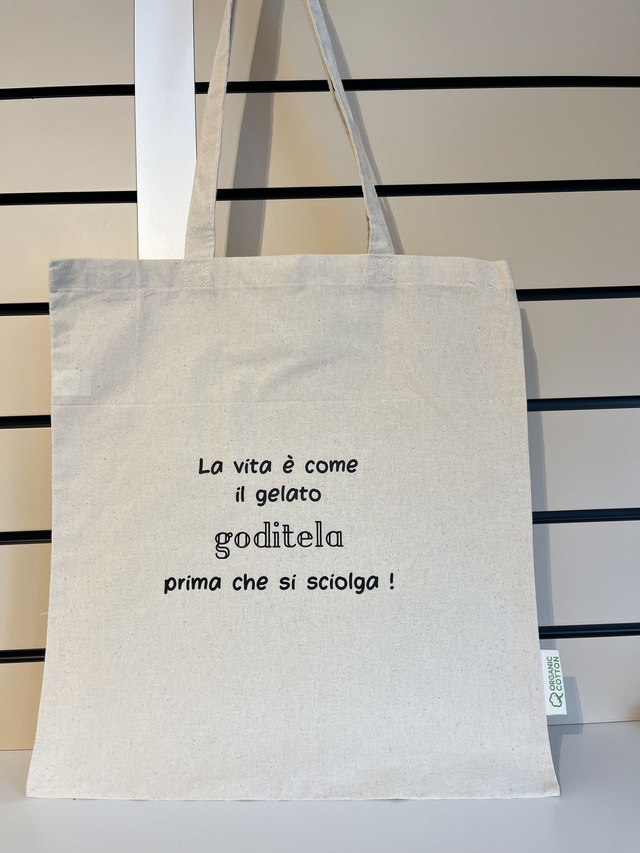 La vita è come
il gelato
goditela
prima che si sciolga !
ORGANIC
COTTON